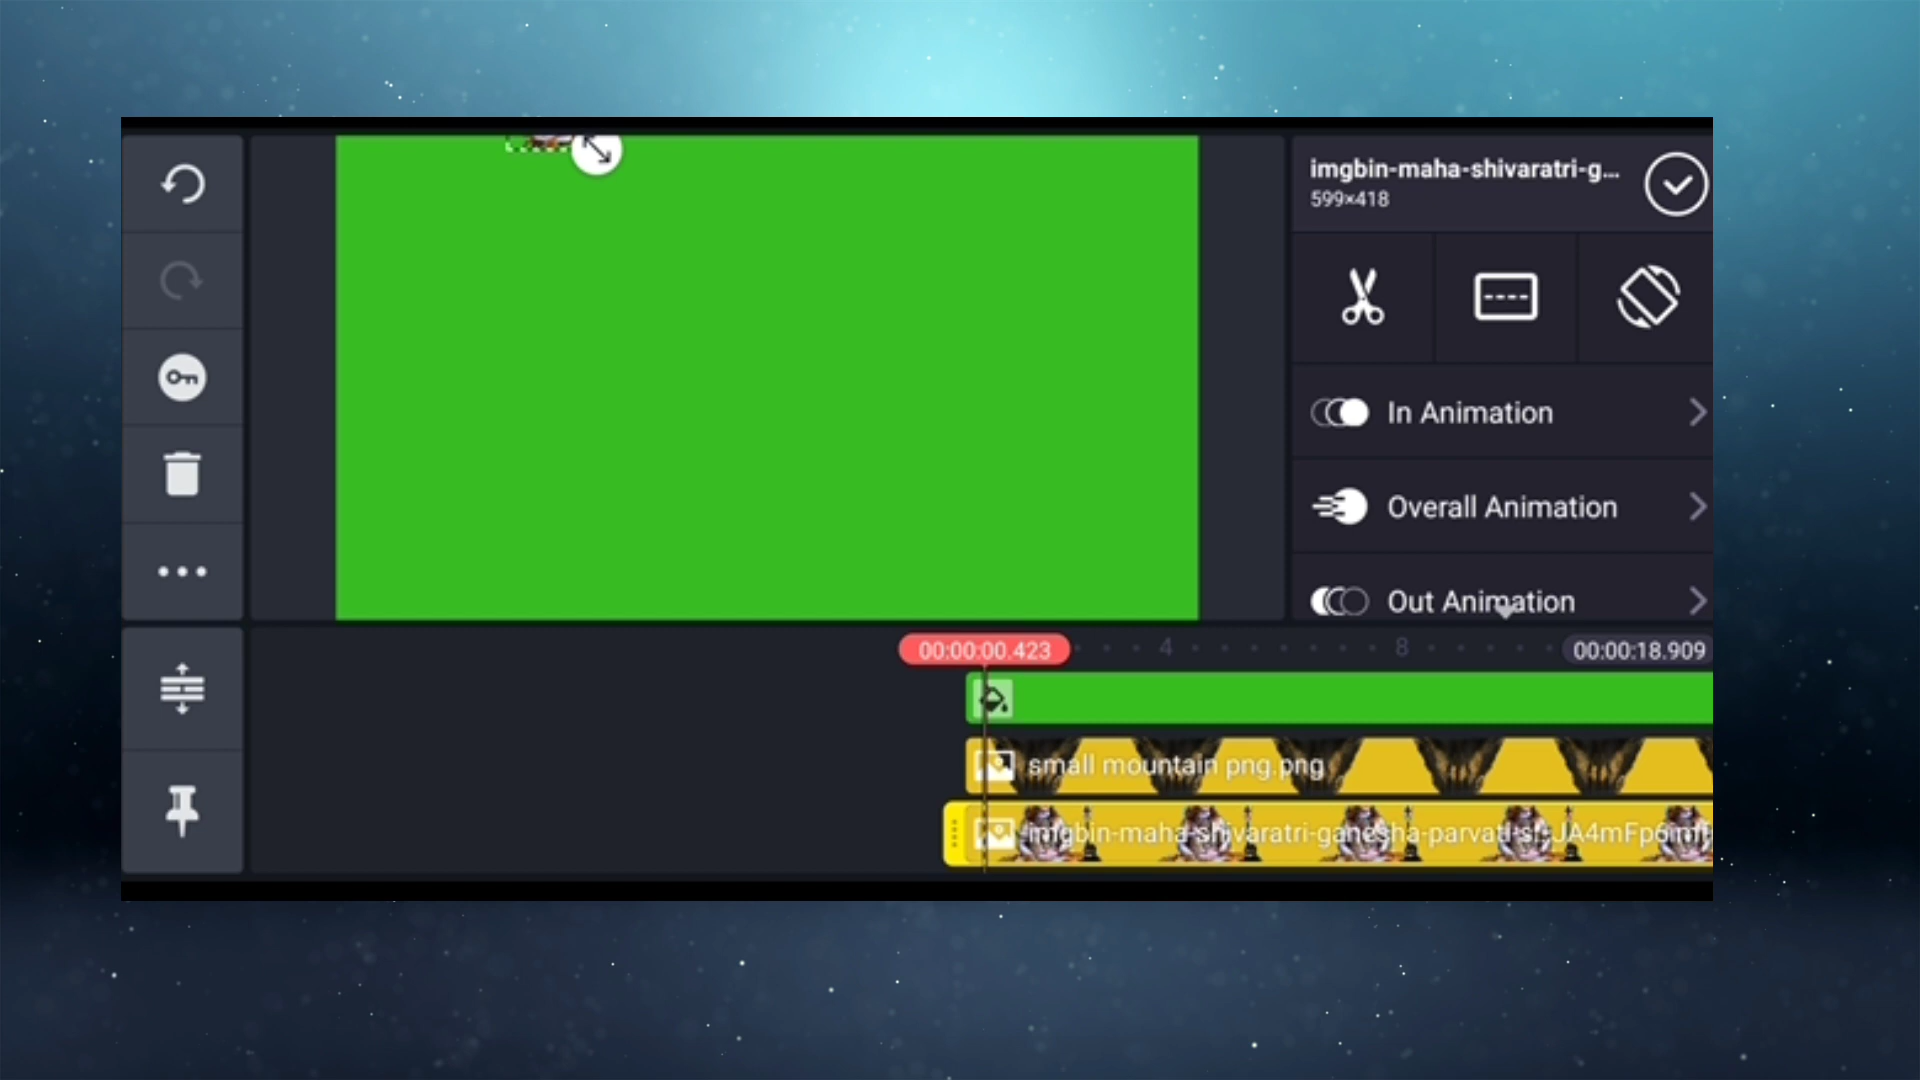 imgbin-maha-shivaratri-g...
599×418
In Animation
Overall Animation
Out Animation
00:00:00.423
4
8
00:00:18.909
small mountain png.png
imgbin-maha-shivaratri-ganesha-parvati-s